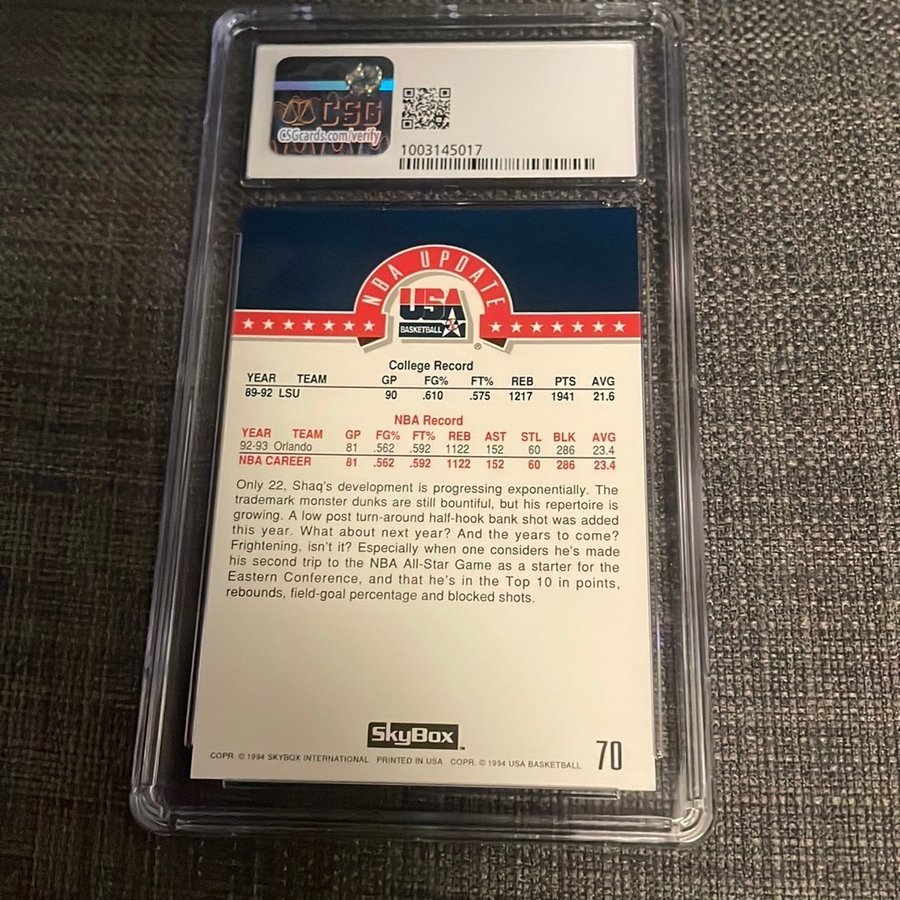 CSG
CSGcards.com/verify
1003145017
NBA UPDATE
USA
BASKETBALL
®
College Record
YEAR TEAM GP FG% FT% REB PTS AVG
89-92 LSU 90 .610 .575 1217 1941 21.6
NBA Record
YEAR TEAM GP FG% FT% REB AST STL BLK AVG
92-93 Orlando 81 .562 .592 1122 152 60 286 23.4
NBA CAREER 81 .562 .592 1122 152 60 286 23.4
Only 22, Shaq's development is progressing exponentially. The
trademark monster dunks are still bountiful, but his repertoire is
growing. A low post turn-around half-hook bank shot was added
this year. What about next year? And the years to come?
Frightening, isn't it? Especially when one considers he's made
his second trip to the NBA All-Star Game as a starter for the
Eastern Conference, and that he's in the Top 10 in points,
rebounds, field-goal percentage and blocked shots.
SkyBox™
COPR. © 1994 SKYBOX INTERNATIONAL PRINTED IN USA COPR. © 1994 USA BASKETBALL 70